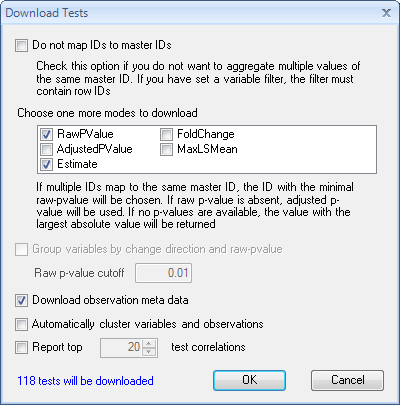 Download Tests
Do not map IDs to master IDs
Check this option if you do not want to aggregate multiple values of
the same master ID. If you have set a variable filter, the filter must
contain row IDs
Choose one more modes to download
RawPValue FoldChange
AdjustedPValue MaxLSMean
Estimate
If multiple IDs map to the same master ID, the ID with the minimal
raw-pvalue will be chosen. If raw p-value is absent, adjusted p-
value will be used. If no p-values are available, the value with the
largest absolute value will be returned
Group variables by change direction and raw-pvalue
Raw p-value cutoff 0.01
Download observation meta data
Automatically cluster variables and observations
Report top 20 test correlations
118 tests will be downloaded OK Cancel